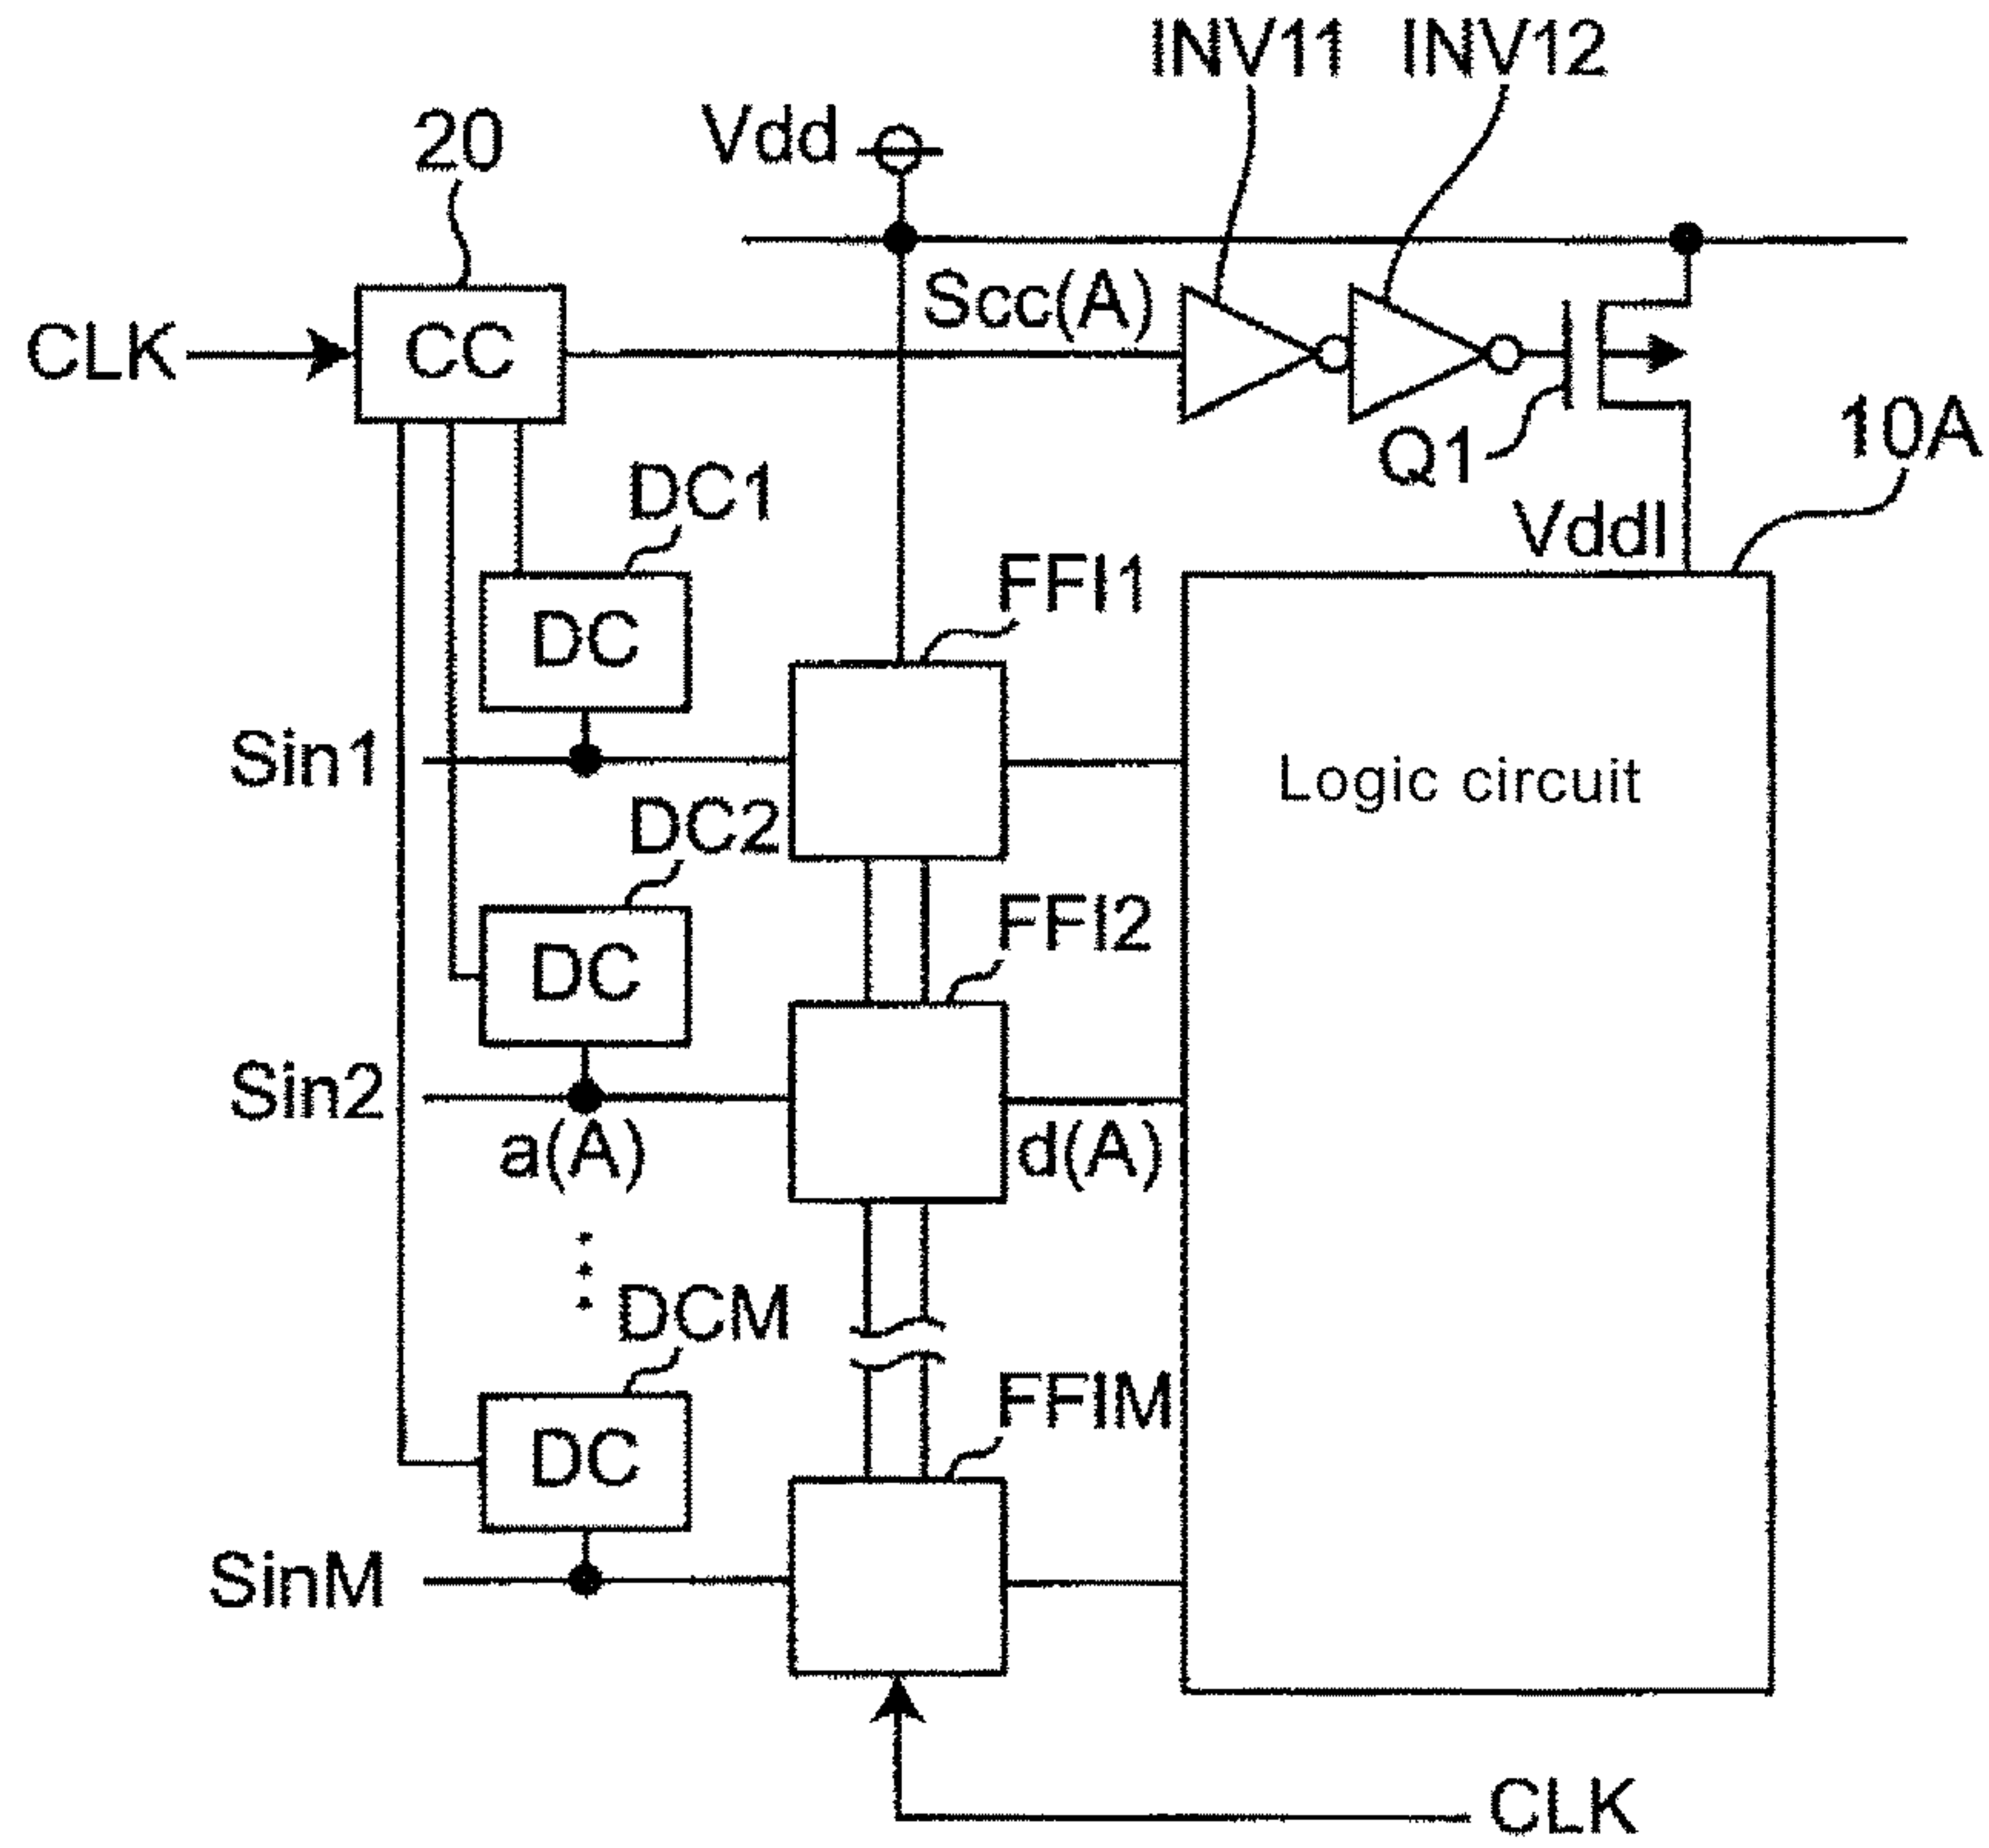 INV11 INV12
20
Vdd
Scc(A)
CLK
CC
Q1
10A
DC1
Vddl
FFI1
DC
Sin1
Logic circuit
DC2
FFI2
DC
Sin2
a(A)
d(A)
DCM
FFIM
DC
SinM
CLK